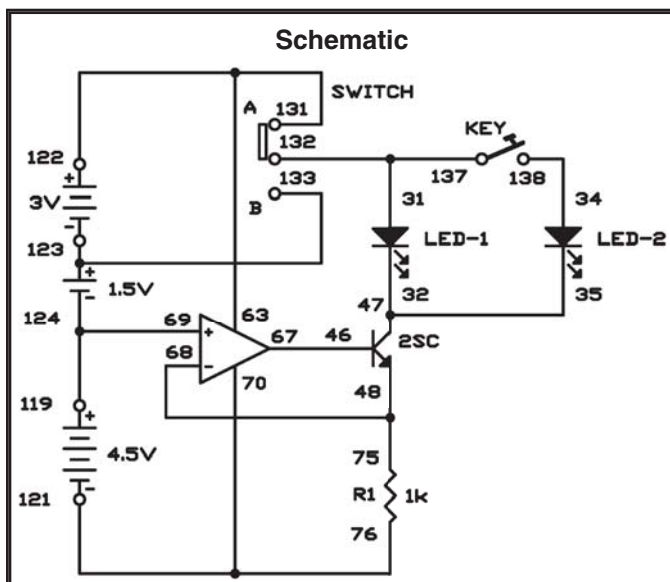 Schematic
SWITCH
A 131
132
KEY
122
+
3V
-
133
137 138
B
31 34
123
LED-1 LED-2
+
1.5V
-
32 35
124
47
69 + 63
67 46 2SC
68 -
70 48
119
+
4.5V
-
75
121
R1 1k
76